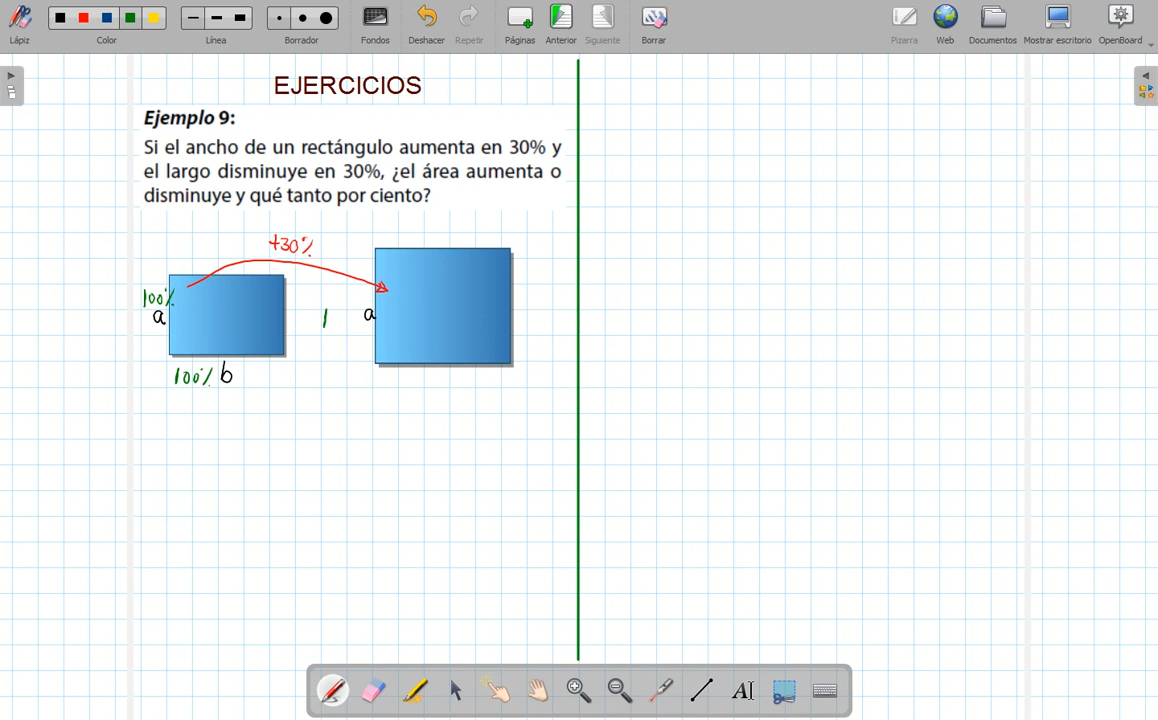 Lápiz
Color
Línea
Borrador
Fondos
Deshacer
Repetir
Páginas
Anterior
Siguiente
Borrar
Pizarra
Web
Documentos
Mostrar escritorio
OpenBoard
EJERCICIOS
Ejemplo 9:
Si el ancho de un rectángulo aumenta en 30% y
el largo disminuye en 30%, ¿el área aumenta o
disminuye y qué tanto por ciento?
+30%
100%
a
1
a
100% b
AI